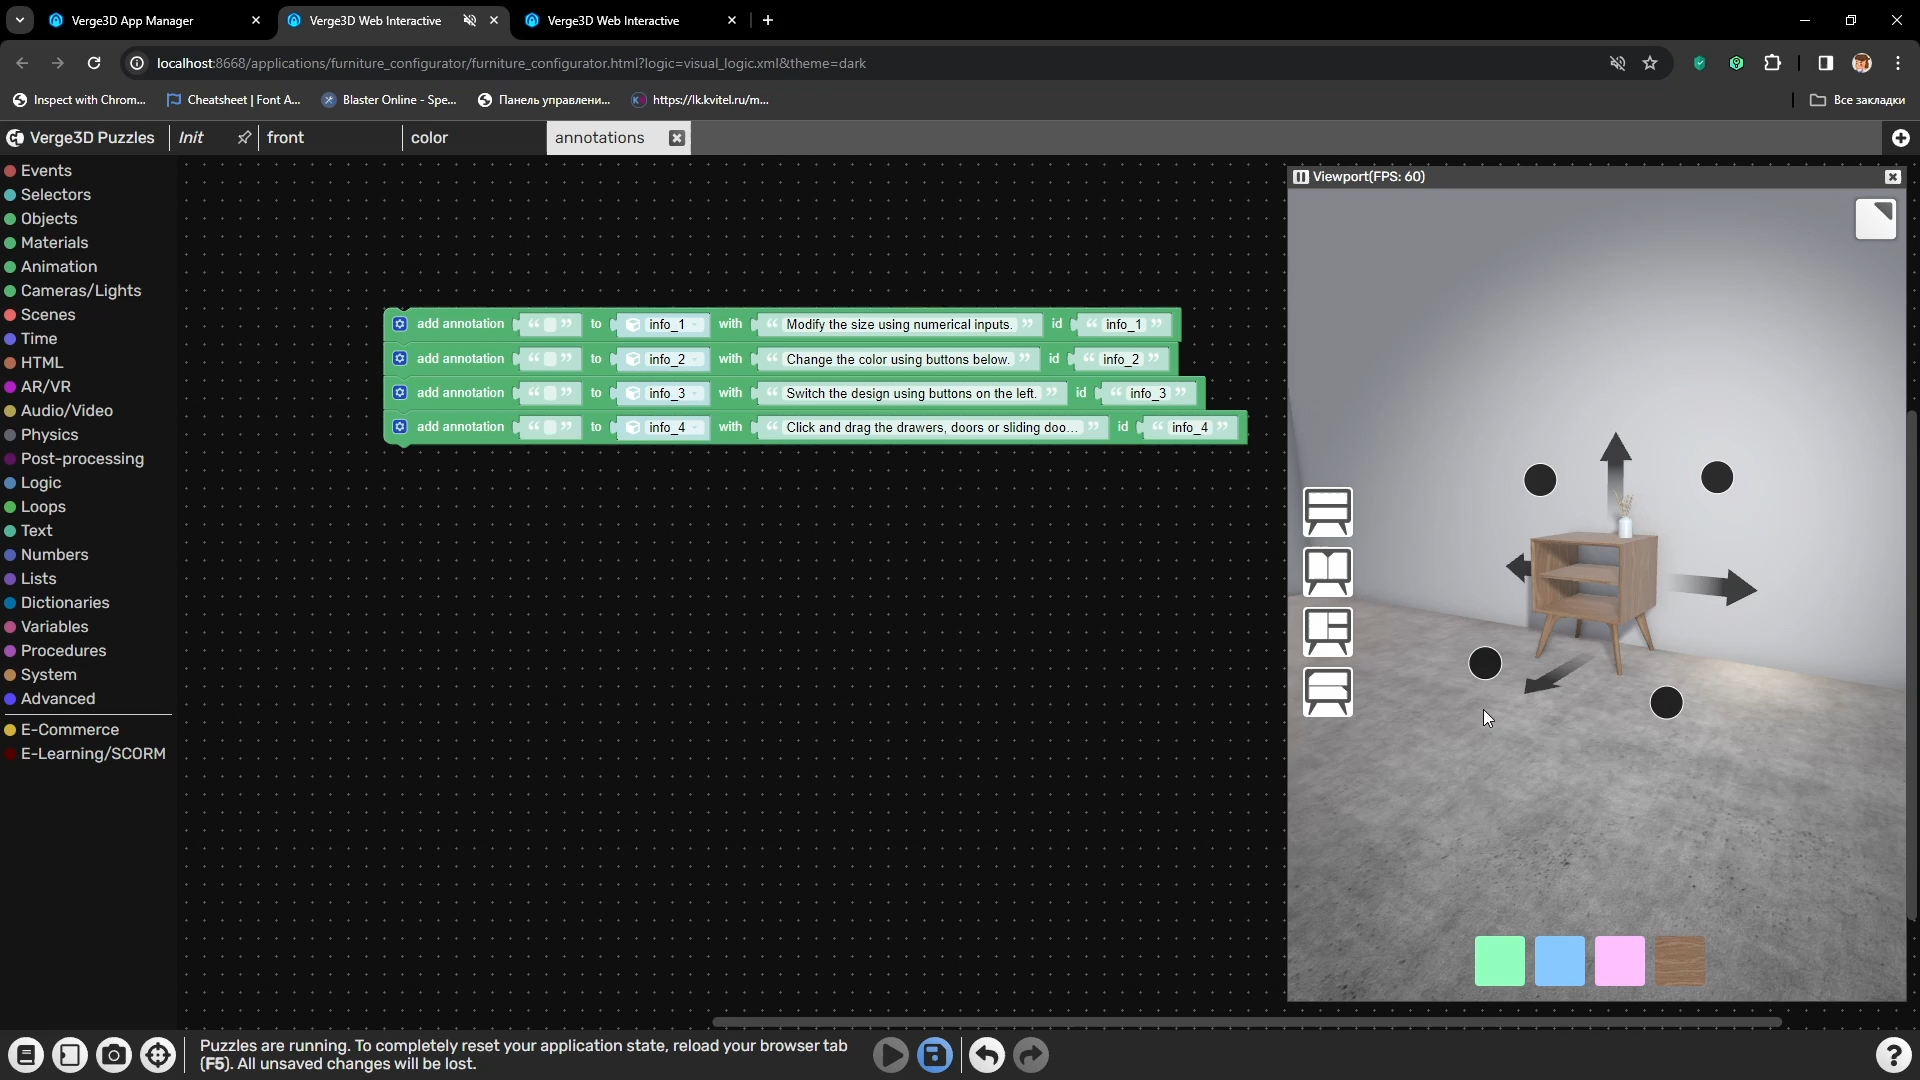 Verge3D App Manager
Verge3D Web Interactive
Verge3D Web Interactive
localhost:8668/applications/furniture_configurator/furniture_configurator.html?logic=visual_logic.xml&theme=dark
Inspect with Chrom...
Cheatsheet | Font A...
Blaster Online - Spe...
Панель управлени...
https://lk.kvitel.ru/m...
Все закладки
Verge3D Puzzles
Init
front
color
annotations
Events
Selectors
Objects
Materials
Animation
Cameras/Lights
Scenes
Time
HTML
AR/VR
Audio/Video
Physics
Post-processing
Logic
Loops
Text
Numbers
Lists
Dictionaries
Variables
Procedures
System
Advanced
E-Commerce
E-Learning/SCORM
add annotation “ ” to info_1 with “ Modify the size using numerical inputs. ” id “ info_1 ”
add annotation “ ” to info_2 with “ Change the color using buttons below. ” id “ info_2 ”
add annotation “ ” to info_3 with “ Switch the design using buttons on the left. ” id “ info_3 ”
add annotation “ ” to info_4 with “ Click and drag the drawers, doors or sliding doo... ” id “ info_4 ”
Viewport(FPS: 60)
Puzzles are running. To completely reset your application state, reload your browser tab
(F5). All unsaved changes will be lost.
?